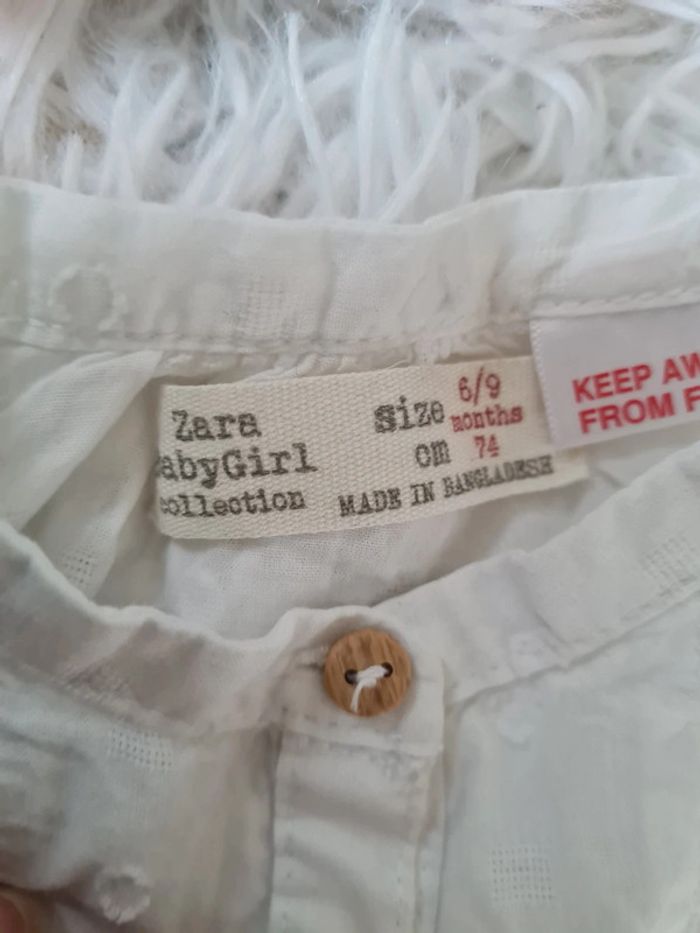 Zara
abyGirl
collection
size 6/9 months
cm 74
MADE IN BANGLADESH
KEEP AW
FROM F